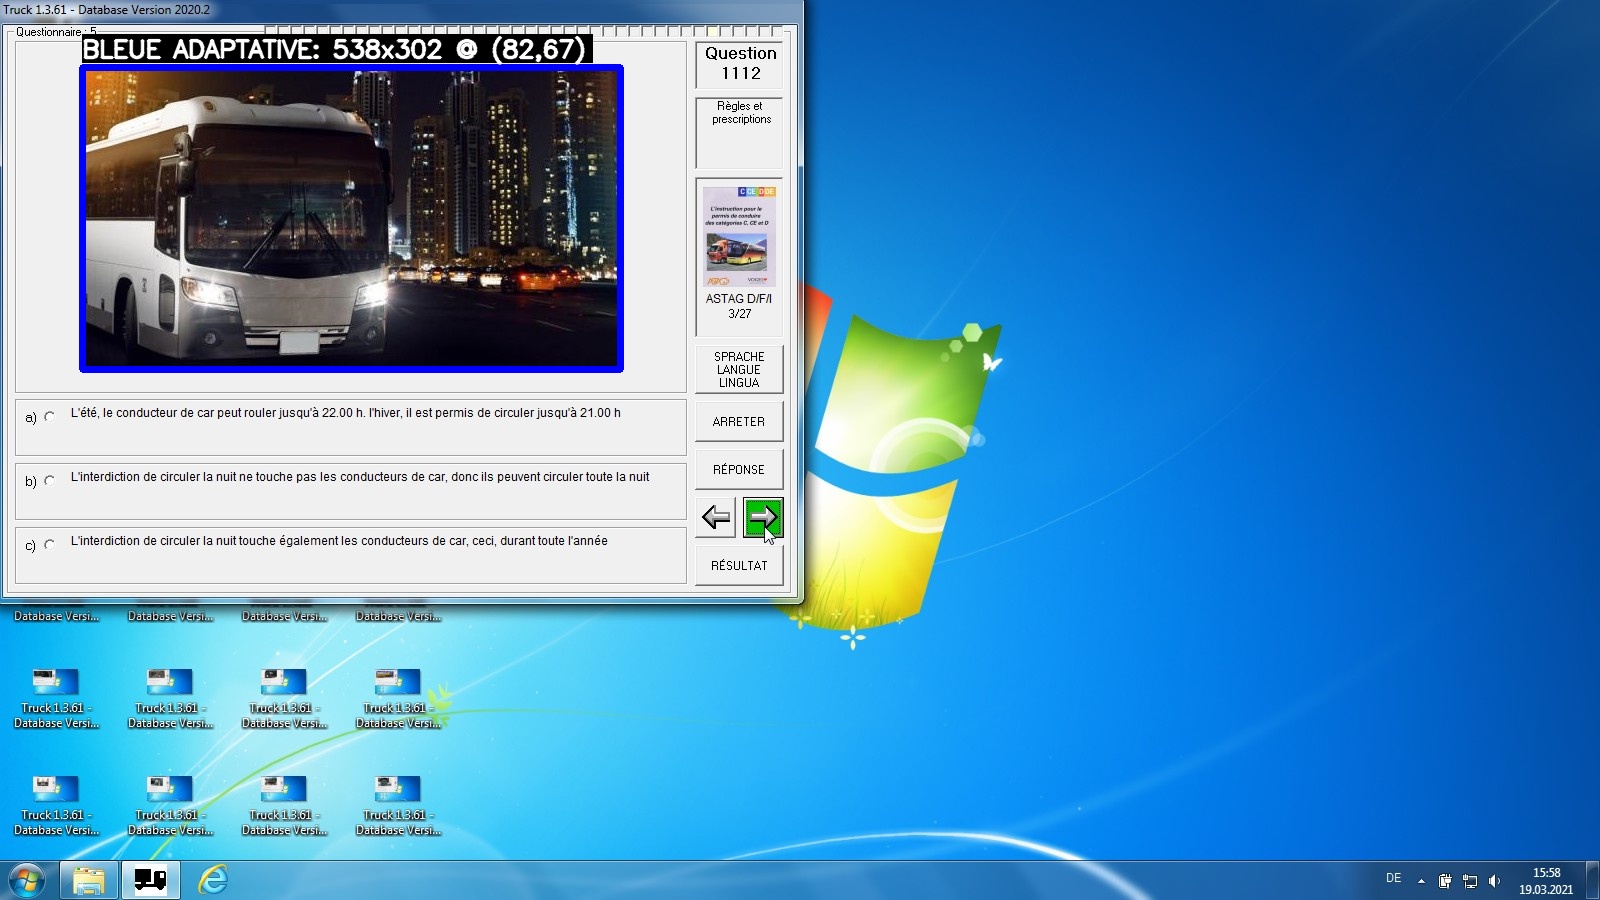 Truck 1.3.61 - Database Version 2020.2
Questionnaire : 5
BLEUE ADAPTATIVE: 538x302 @ (82,67)
Question
1112
Règles et
prescriptions
C CE D DE
L'instruction pour le
permis de conduire
des catégories C, CE et D
ASTAG D/F/I
3/27
SPRACHE
LANGUE
LINGUA
ARRETER
RÉPONSE
RÉSULTAT
a) L'été, le conducteur de car peut rouler jusqu'à 22.00 h. l'hiver, il est permis de circuler jusqu'à 21.00 h
b) L'interdiction de circuler la nuit ne touche pas les conducteurs de car, donc ils peuvent circuler toute la nuit
c) L'interdiction de circuler la nuit touche également les conducteurs de car, ceci, durant toute l'année
Database Versi... Database Versi... Database Versi... Database Versi...
Truck 1.3.61 - Truck 1.3.61 - Truck 1.3.61 - Truck 1.3.61 -
Database Versi... Database Versi... Database Versi... Database Versi...
Truck 1.3.61 - Truck 1.3.61 - Truck 1.3.61 - Truck 1.3.61 -
Database Versi... Database Versi... Database Versi... Database Versi...
DE
15:58
19.03.2021